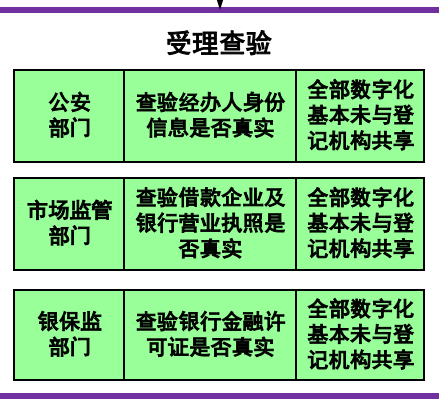 受理查验
公安
部门
查验经办人身份
信息是否真实
全部数字化
基本未与登
记机构共享
市场监管
部门
查验借款企业及
银行营业执照是
否真实
全部数字化
基本未与登
记机构共享
银保监
部门
查验银行金融许
可证是否真实
全部数字化
基本未与登
记机构共享